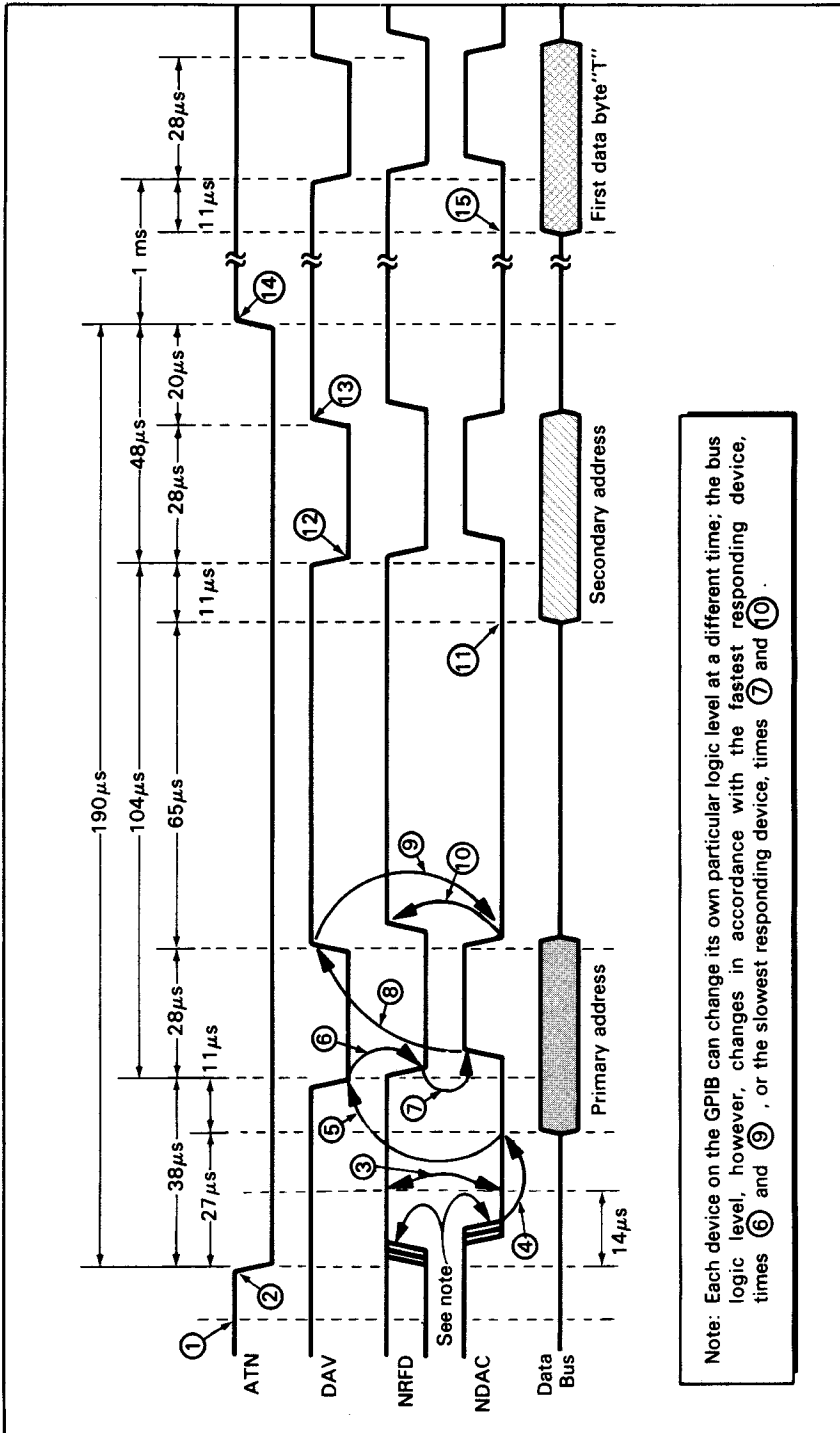 190μs
104μs
48μs
1 ms
38μs
28μs
65μs
11μs
28μs
20μs
11μs
28μs
27μs
11μs
1
2
14
ATN
DAV
5
6
8
12
13
NRFD
3
7
9
10
See note
NDAC
4
11
15
14μs
Data
Bus
Primary address
Secondary address
First data byte "T"
Note: Each device on the GPIB can change its own particular logic level at a different time; the bus
logic level, however, changes in accordance with the fastest responding device,
times 6 and 9 , or the slowest responding device, times 7 and 10 .